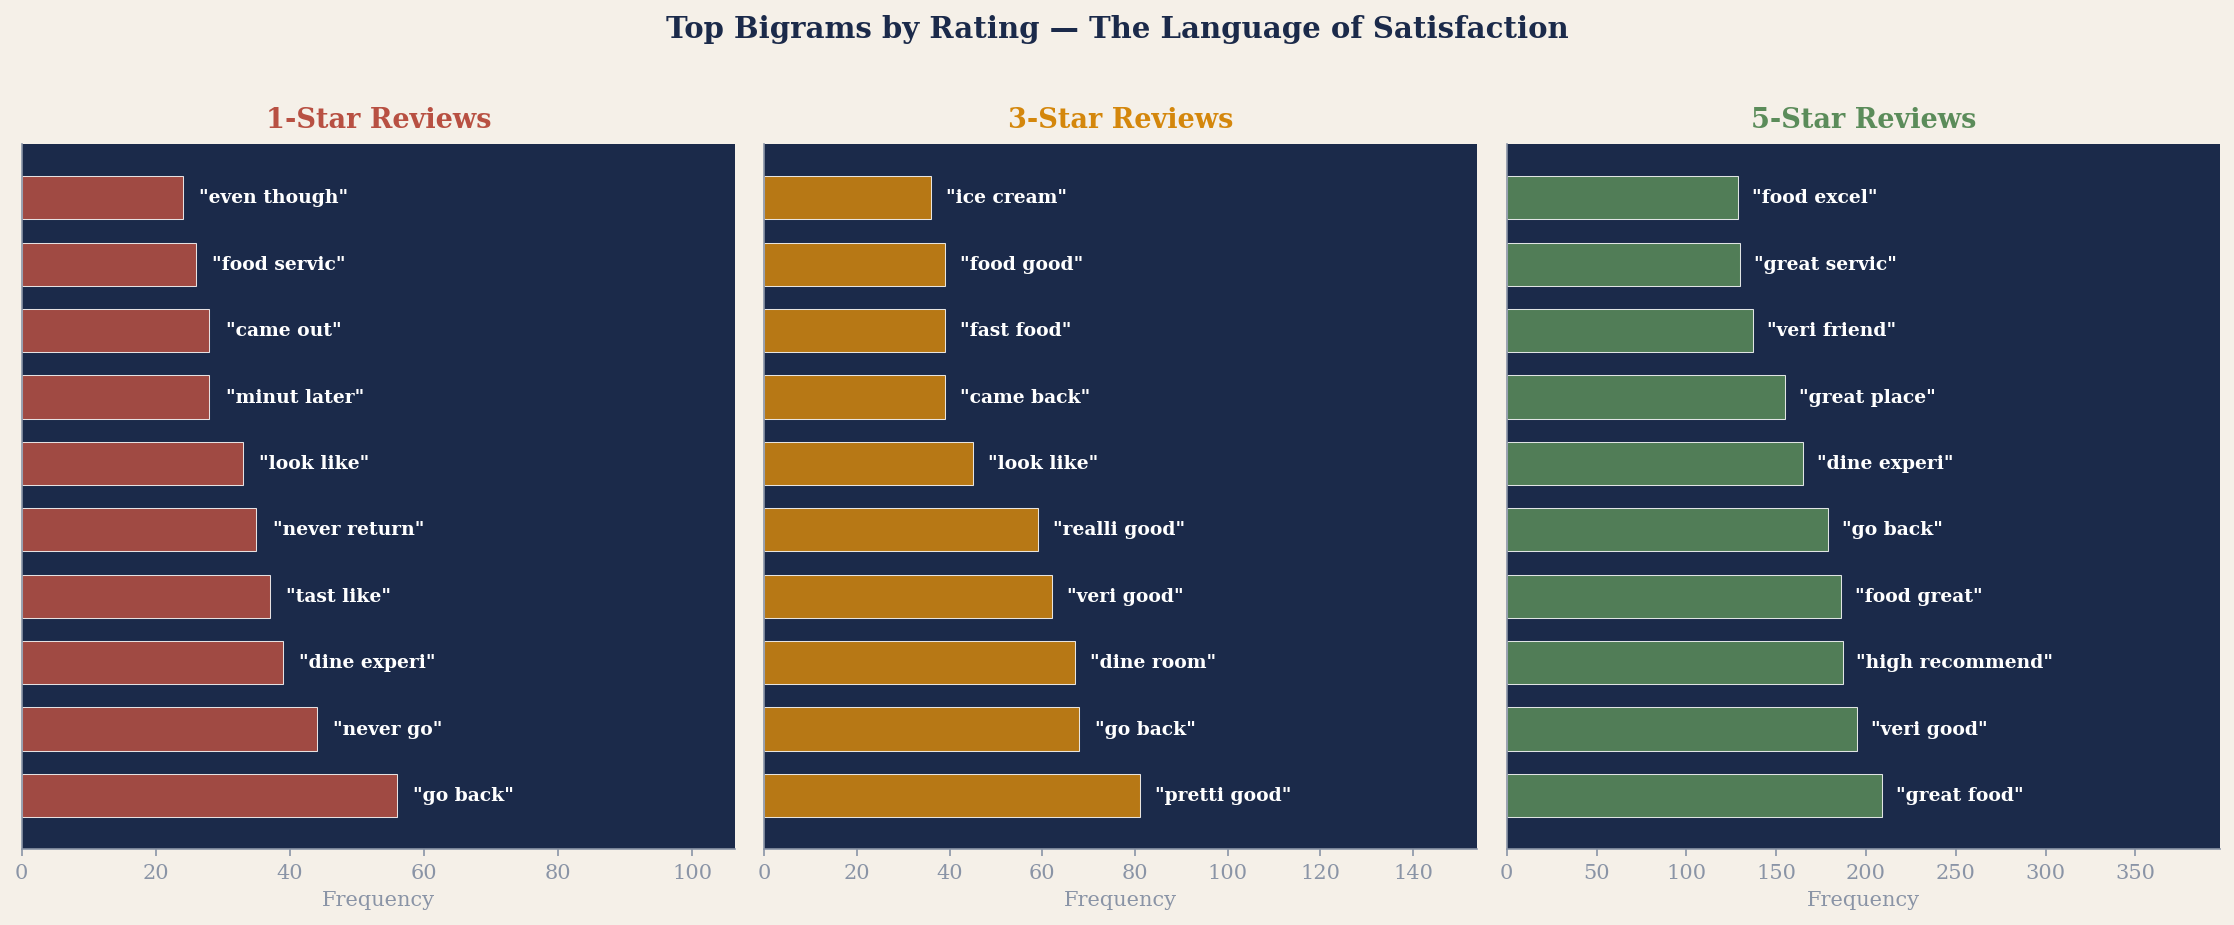 Top Bigrams by Rating — The Language of Satisfaction
1-Star Reviews
"even though"
"food servic"
"came out"
"minut later"
"look like"
"never return"
"tast like"
"dine experi"
"never go"
"go back"
0 20 40 60 80 100
Frequency
3-Star Reviews
"ice cream"
"food good"
"fast food"
"came back"
"look like"
"realli good"
"veri good"
"dine room"
"go back"
"pretti good"
0 20 40 60 80 100 120 140
Frequency
5-Star Reviews
"food excel"
"great servic"
"veri friend"
"great place"
"dine experi"
"go back"
"food great"
"high recommend"
"veri good"
"great food"
0 50 100 150 200 250 300 350
Frequency